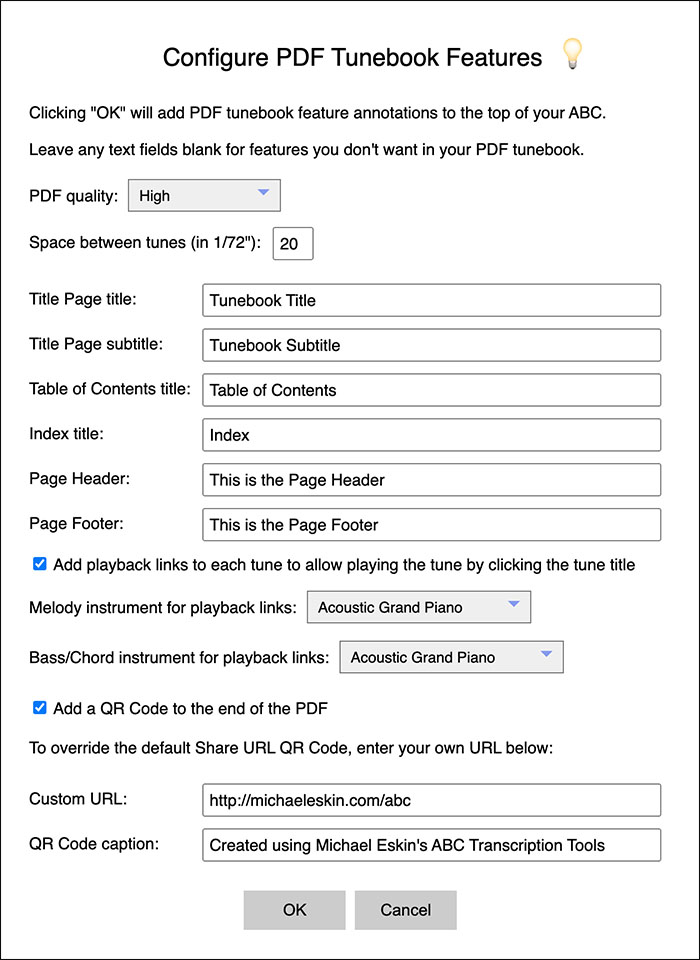 Configure PDF Tunebook Features
Clicking "OK" will add PDF tunebook feature annotations to the top of your ABC.
Leave any text fields blank for features you don't want in your PDF tunebook.
PDF quality: High
Space between tunes (in 1/72"): 20
Title Page title: Tunebook Title
Title Page subtitle: Tunebook Subtitle
Table of Contents title: Table of Contents
Index title: Index
Page Header: This is the Page Header
Page Footer: This is the Page Footer
Add playback links to each tune to allow playing the tune by clicking the tune title
Melody instrument for playback links: Acoustic Grand Piano
Bass/Chord instrument for playback links: Acoustic Grand Piano
Add a QR Code to the end of the PDF
To override the default Share URL QR Code, enter your own URL below:
Custom URL: http://michaeleskin.com/abc
QR Code caption: Created using Michael Eskin's ABC Transcription Tools
OK Cancel